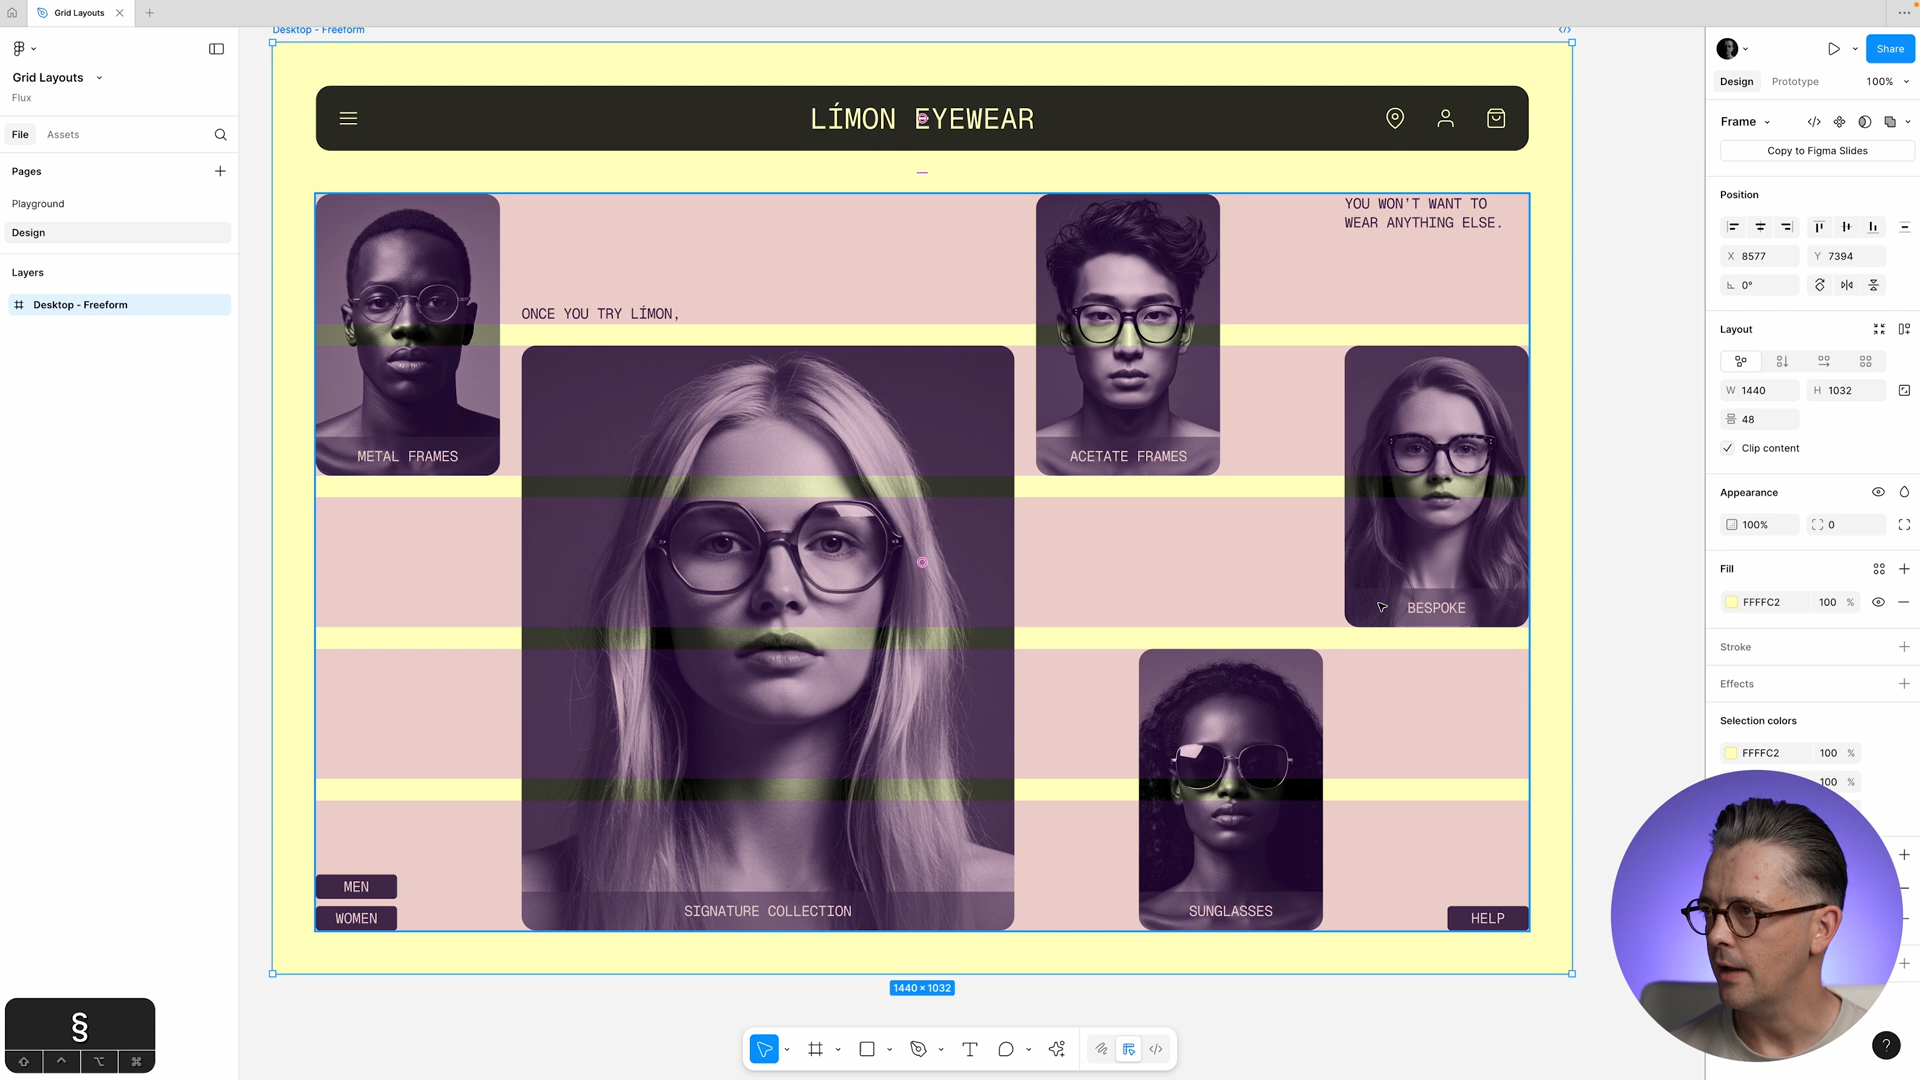 Grid Layouts
Grid Layouts
Flux
File
Assets
Pages
Playground
Design
Layers
Desktop - Freeform
§
Desktop - Freeform
LÍMON EYEWEAR
YOU WON'T WANT TO
WEAR ANYTHING ELSE.
ONCE YOU TRY LÍMON,
METAL FRAMES
ACETATE FRAMES
BESPOKE
MEN
WOMEN
SIGNATURE COLLECTION
SUNGLASSES
HELP
1440 × 1032
Share
Design
Prototype
100%
Frame
Copy to Figma Slides
Position
X 8577
Y 7394
0°
Layout
W 1440
H 1032
48
Clip content
Appearance
100%
0
Fill
FFFFC2 100 %
Stroke
Effects
Selection colors
FFFFC2 100 %
100 %
?